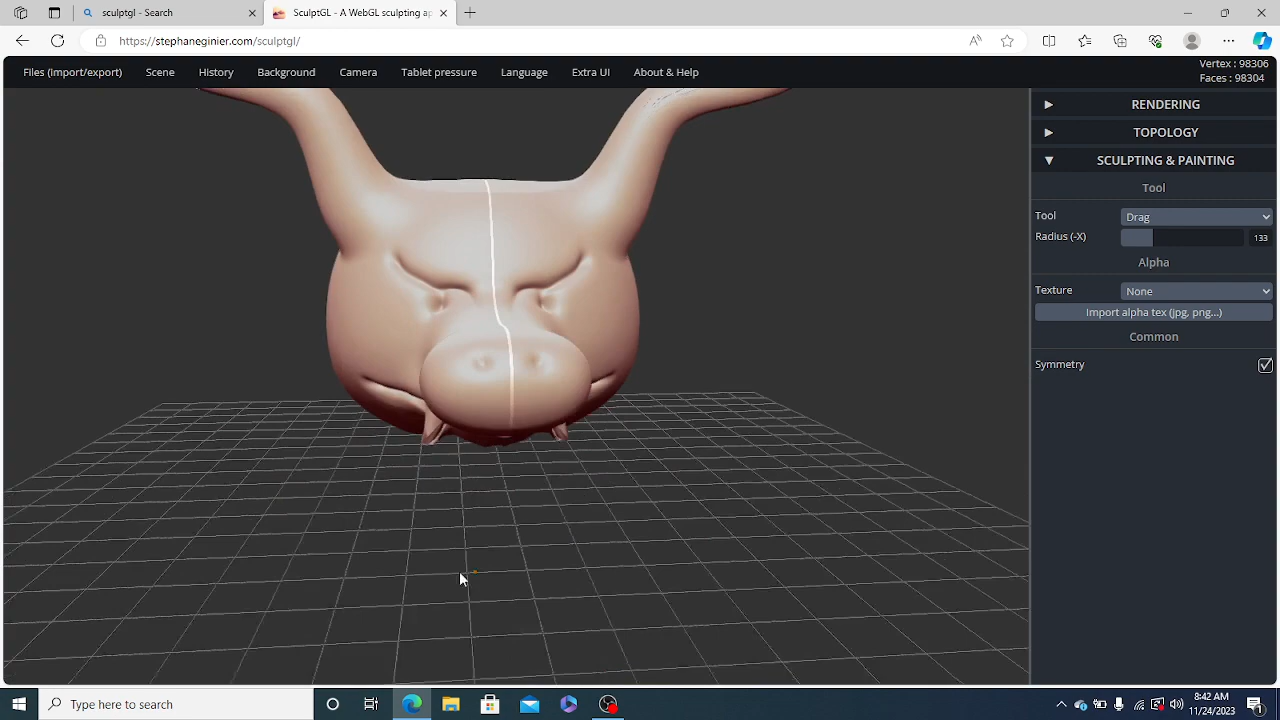 sculptgl - Search
SculptGL - A WebGL sculpting ap
https://stephaneginier.com/sculptgl/
Files (import/export) Scene History Background Camera Tablet pressure Language Extra UI About & Help
Vertex : 98306
Faces : 98304
RENDERING
TOPOLOGY
SCULPTING & PAINTING
Tool
Tool Drag
Radius (-X) 133
Alpha
Texture None
Import alpha tex (jpg, png...)
Common
Symmetry
Type here to search
8:42 AM
11/24/2023